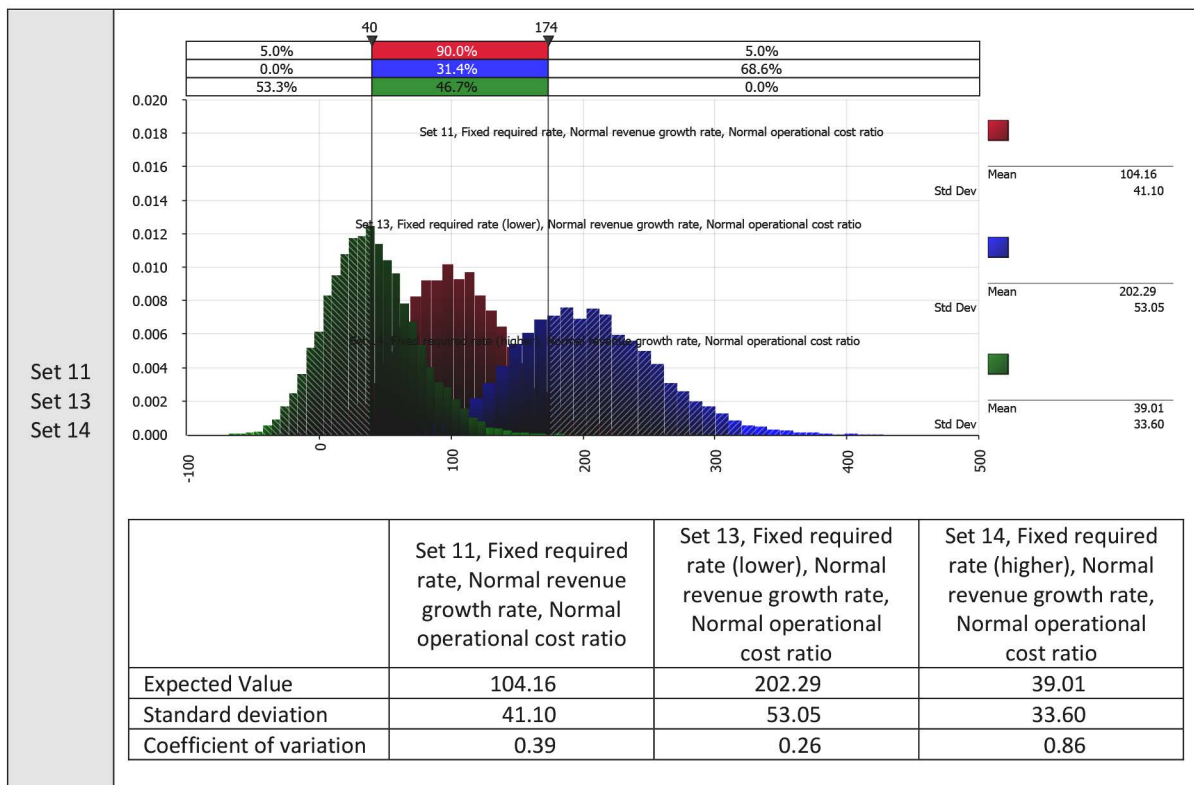 40 174
5.0% 90.0% 5.0%
0.0% 31.4% 68.6%
53.3% 46.7% 0.0%
0.020
0.018
0.016
0.014
0.012
0.010
0.008
0.006
0.004
0.002
0.000
Set 11, Fixed required rate, Normal revenue growth rate, Normal operational cost ratio
Mean 104.16
Std Dev 41.10
Set 13, Fixed required rate (lower), Normal revenue growth rate, Normal operational cost ratio
Mean 202.29
Std Dev 53.05
Set 14, Fixed required rate (higher), Normal revenue growth rate, Normal operational cost ratio
Mean 39.01
Std Dev 33.60
-100 0 100 200 300 400 500
Set 11
Set 13
Set 14
Set 11, Fixed required
rate, Normal revenue
growth rate, Normal
operational cost ratio
Set 13, Fixed required
rate (lower), Normal
revenue growth rate,
Normal operational
cost ratio
Set 14, Fixed required
rate (higher), Normal
revenue growth rate,
Normal operational
cost ratio
Expected Value 104.16 202.29 39.01
Standard deviation 41.10 53.05 33.60
Coefficient of variation 0.39 0.26 0.86